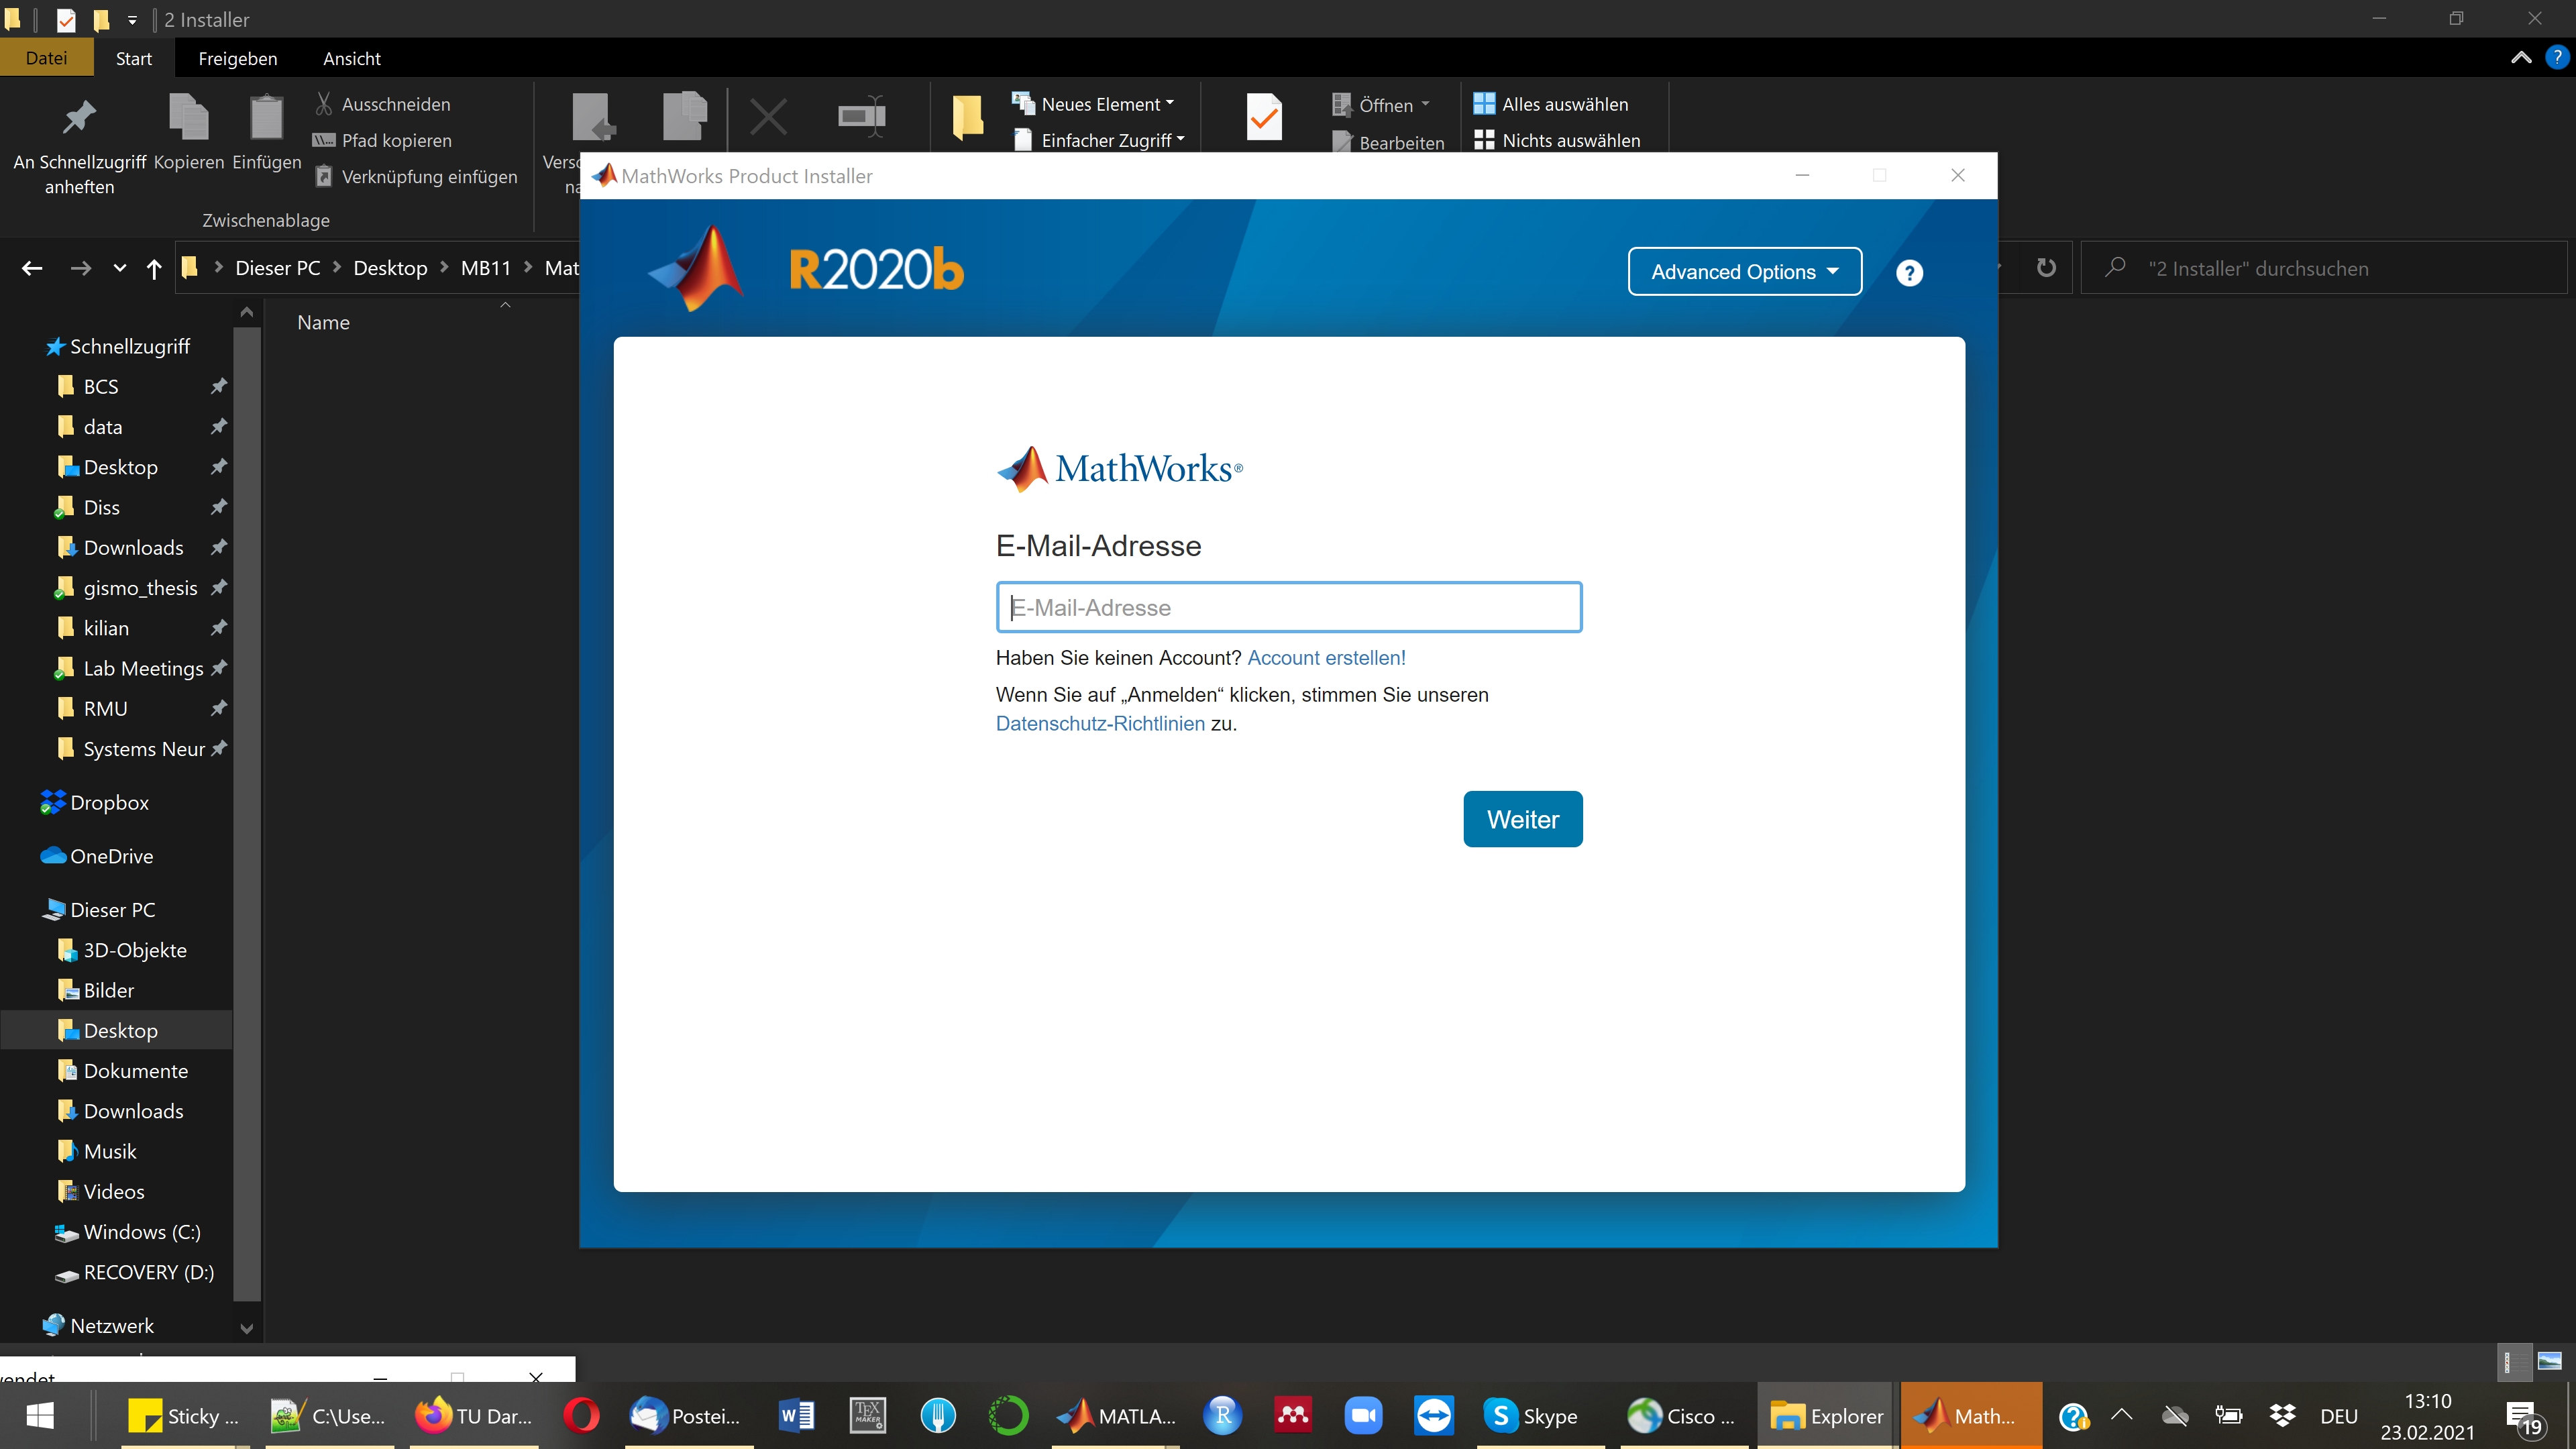 2 Installer
Datei Start Freigeben Ansicht
An Schnellzugriff anheften
Kopieren
Einfügen
Ausschneiden
Pfad kopieren
Verknüpfung einfügen
Zwischenablage
Neues Element
Einfacher Zugriff
Öffnen
Bearbeiten
Alles auswählen
Nichts auswählen
Dieser PC > Desktop > MB11 > Mat
"2 Installer" durchsuchen
Name
Schnellzugriff
BCS
data
Desktop
Diss
Downloads
gismo_thesis
kilian
Lab Meetings
RMU
Systems Neur
Dropbox
OneDrive
Dieser PC
3D-Objekte
Bilder
Desktop
Dokumente
Downloads
Musik
Videos
Windows (C:)
RECOVERY (D:)
Netzwerk
MathWorks Product Installer
R2020b
Advanced Options
?
MathWorks®
E-Mail-Adresse
E-Mail-Adresse
Haben Sie keinen Account? Account erstellen!
Wenn Sie auf „Anmelden“ klicken, stimmen Sie unseren
Datenschutz-Richtlinien zu.
Weiter
Sticky ...
C:\Use...
TU Dar...
Postei...
MATLA...
Skype
Cisco ...
Explorer
Math...
DEU
13:10
23.02.2021
19